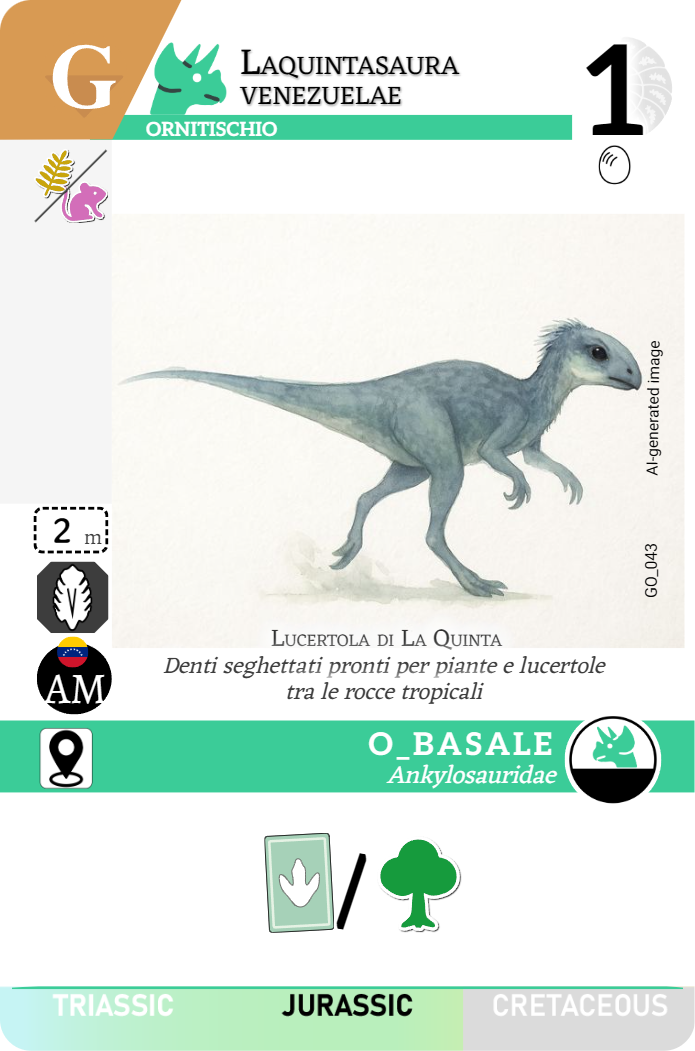 G
LAQUINTASAURA
VENEZUELAE
1
ORNITISCHIO
AI-generated image
GO_043
2 m
AM
LUCERTOLA DI LA QUINTA
Denti seghettati pronti per piante e lucertole
tra le rocce tropicali
O_BASALE
Ankylosauridae
/
TRIASSIC JURASSIC CRETACEOUS